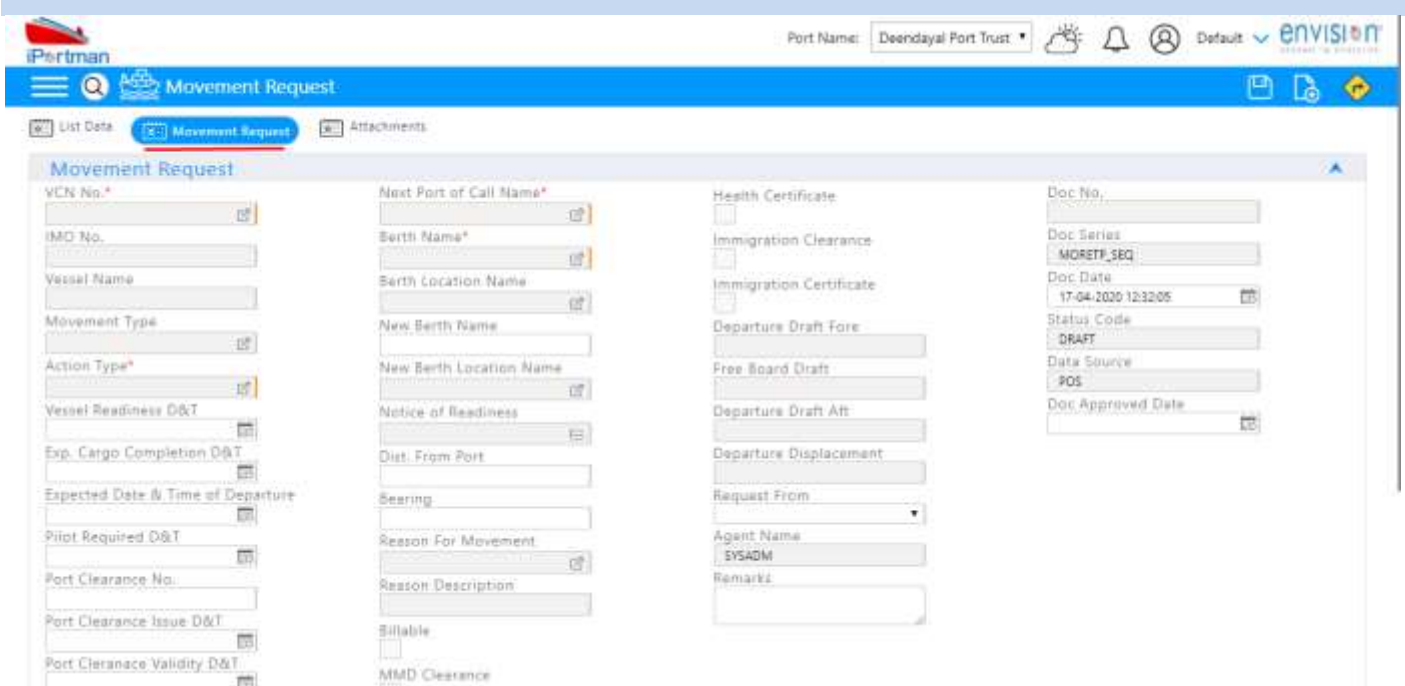 iPortman
Port Name: Deendayal Port Trust Default envision
Movement Request
List Data Movement Request Attachments
Movement Request
VCN No.*
IMO No.
Vessel Name
Movement Type
Action Type*
Vessel Readiness D&T
Exp. Cargo Completion D&T
Expected Date & Time of Departure
Pilot Required D&T
Port Clearance No.
Port Clearance Issue D&T
Port Cleranace Validity D&T
Next Port of Call Name*
Berth Name*
Berth Location Name
New Berth Name
New Berth Location Name
Notice of Readiness
Dist. From Port
Bearing
Reason For Movement
Reason Description
Billable
MMD Clearance
Health Certificate
Immigration Clearance
Immigration Certificate
Departure Draft Fore
Free Board Draft
Departure Draft Aft
Departure Displacement
Request From
Agent Name
SYSADM
Remarks
Doc No.
Doc Series
MORETP_SEQ
Doc Date
17-04-2020 12:32:05
Status Code
DRAFT
Data Source
POS
Doc Approved Date